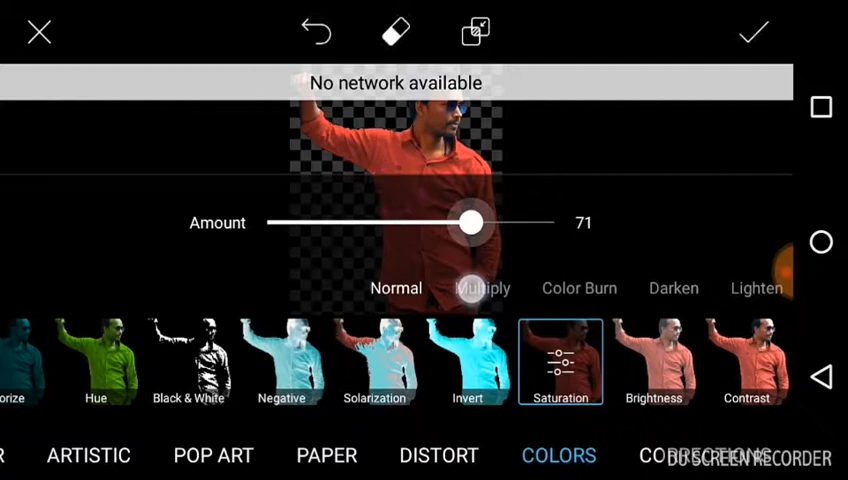 No network available
Amount 71
Normal Multiply Color Burn Darken Lighten
orize Hue Black & White Negative Solarization Invert Saturation Brightness Contrast
R ARTISTIC POP ART PAPER DISTORT COLORS CORRECTIONS
DU SCREEN RECORDER